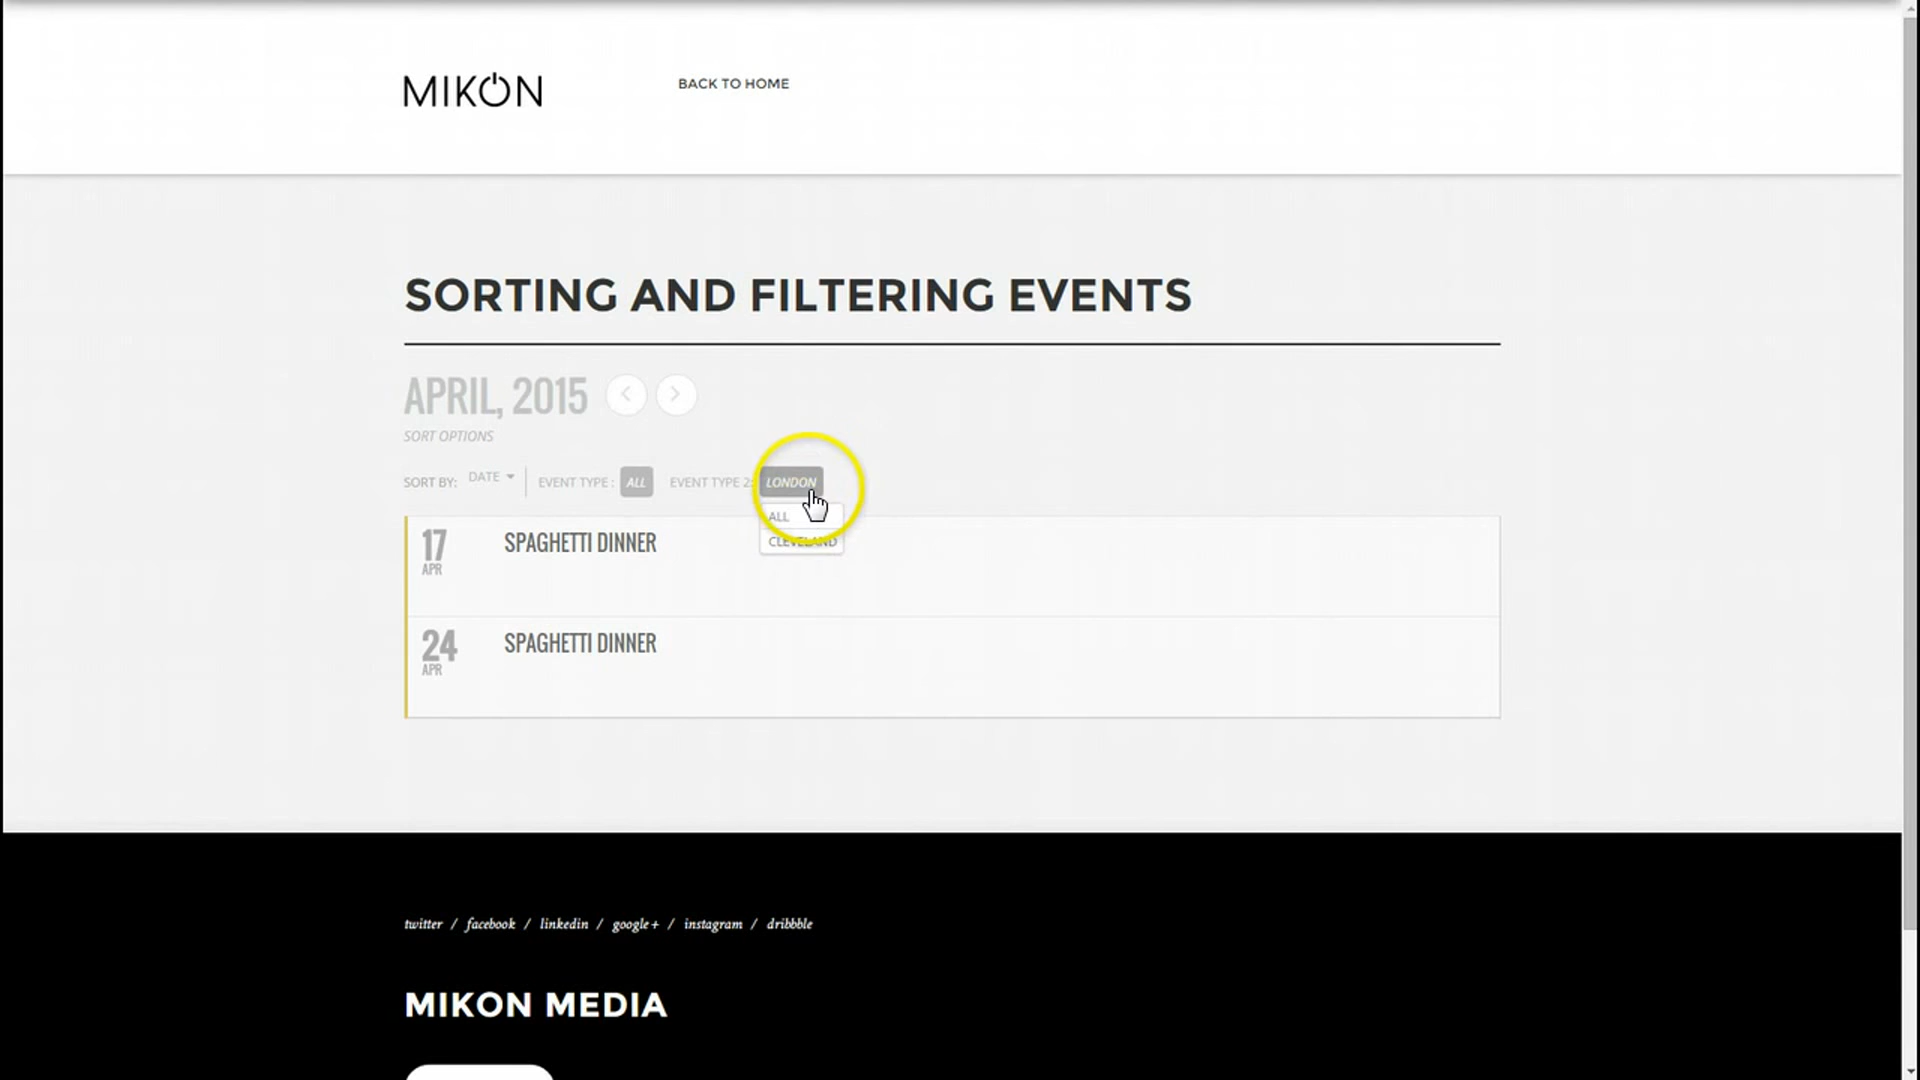 MIKON BACK TO HOME
SORTING AND FILTERING EVENTS
APRIL, 2015
SORT OPTIONS
SORT BY: DATE EVENT TYPE : ALL EVENT TYPE 2: LONDON
ALL
CLEVELAND
17 SPAGHETTI DINNER
APR
24 SPAGHETTI DINNER
APR
twitter / facebook / linkedin / google+ / instagram / dribbble
MIKON MEDIA